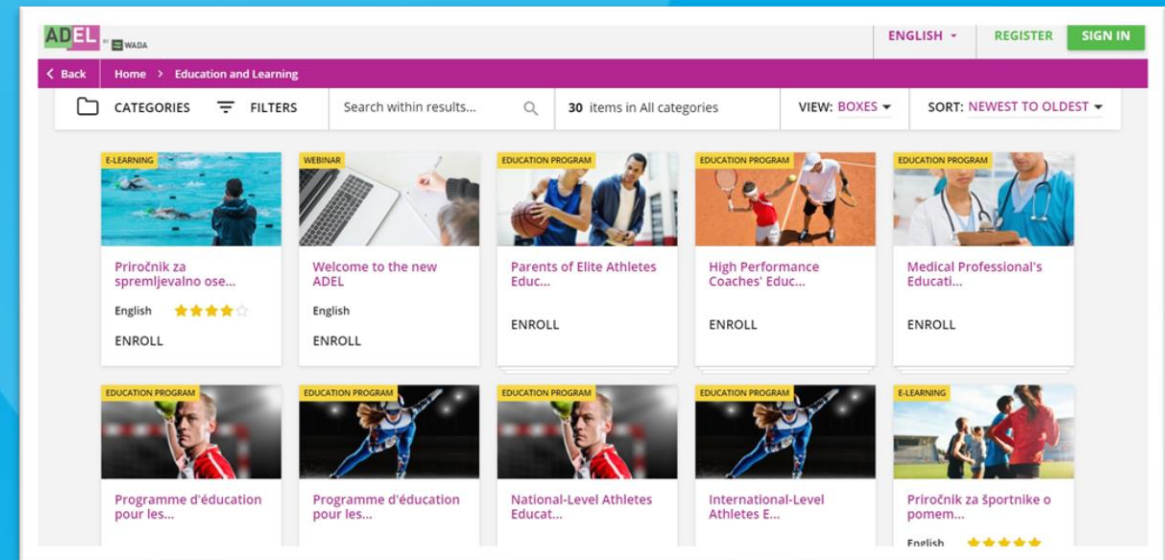 ADEL BY WADA
ENGLISH
REGISTER
SIGN IN
Back
Home > Education and Learning
CATEGORIES
FILTERS
Search within results...
30 items in All categories
VIEW: BOXES
SORT: NEWEST TO OLDEST
E-LEARNING
Priročnik za
spremljevalno ose...
English
ENROLL
WEBINAR
Welcome to the new
ADEL
English
ENROLL
EDUCATION PROGRAM
Parents of Elite Athletes
Educ...
ENROLL
EDUCATION PROGRAM
High Performance
Coaches' Educ...
ENROLL
EDUCATION PROGRAM
Medical Professional's
Educati...
ENROLL
EDUCATION PROGRAM
Programme d'éducation
pour les...
EDUCATION PROGRAM
Programme d'éducation
pour les...
EDUCATION PROGRAM
National-Level Athletes
Educat...
EDUCATION PROGRAM
International-Level
Athletes E...
E-LEARNING
Priročnik za športnike o
pomem...
English